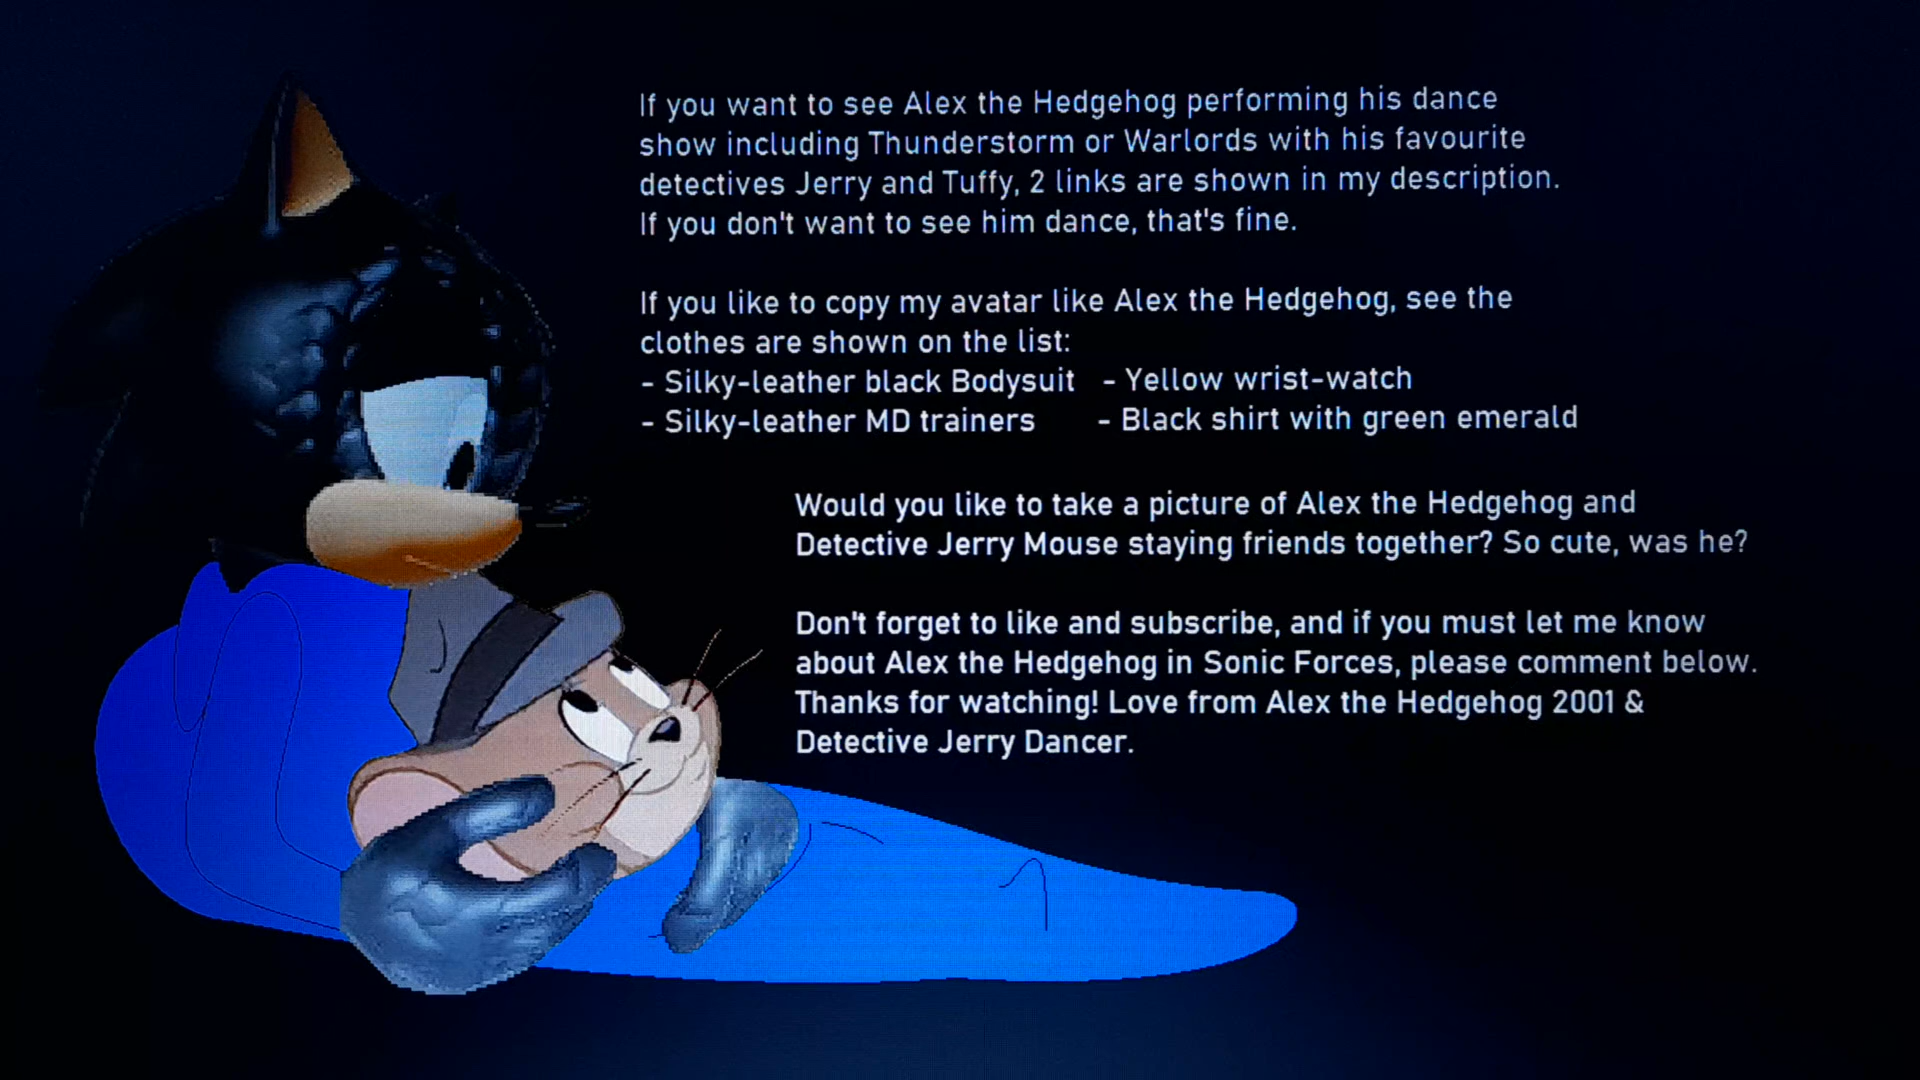 If you want to see Alex the Hedgehog performing his dance
show including Thunderstorm or Warlords with his favourite
detectives Jerry and Tuffy, 2 links are shown in my description.
If you don't want to see him dance, that's fine.
If you like to copy my avatar like Alex the Hedgehog, see the
clothes are shown on the list:
- Silky-leather black Bodysuit - Yellow wrist-watch
- Silky-leather MD trainers - Black shirt with green emerald
Would you like to take a picture of Alex the Hedgehog and
Detective Jerry Mouse staying friends together? So cute, was he?
Don't forget to like and subscribe, and if you must let me know
about Alex the Hedgehog in Sonic Forces, please comment below.
Thanks for watching! Love from Alex the Hedgehog 2001 &
Detective Jerry Dancer.